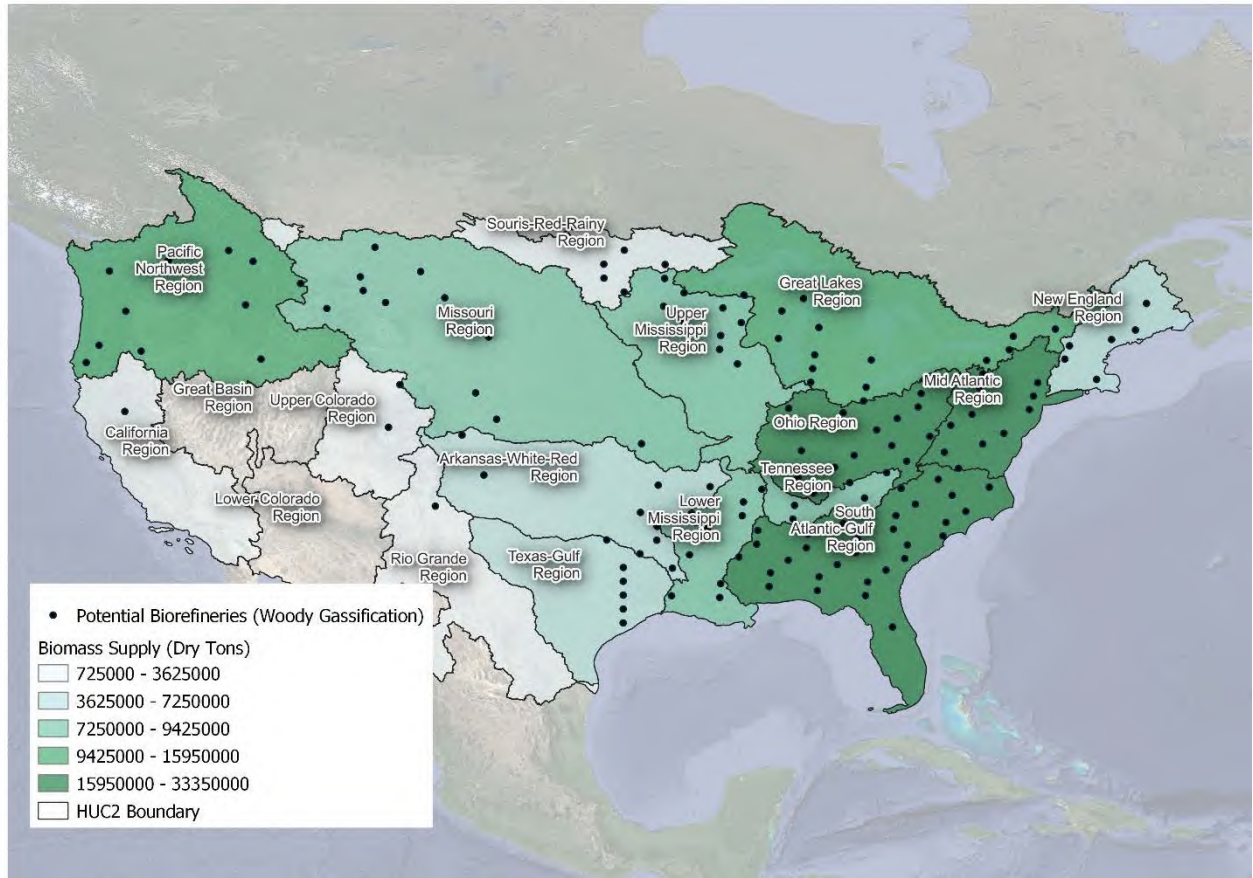 Souris-Red-Rainy
Region
Pacific
Northwest
Region
Great Lakes
Region
New England
Region
Missouri
Region
Upper
Mississippi
Region
Great Basin
Region
Upper Colorado
Region
Mid Atlantic
Region
Ohio Region
California
Region
Arkansas-White-Red
Region
Tennessee
Region
Lower Colorado
Region
Lower
Mississippi
Region
South
Atlantic-Gulf
Region
Rio Grande
Region
Texas-Gulf
Region
Potential Biorefineries (Woody Gassification)
Biomass Supply (Dry Tons)
725000 - 3625000
3625000 - 7250000
7250000 - 9425000
9425000 - 15950000
15950000 - 33350000
HUC2 Boundary